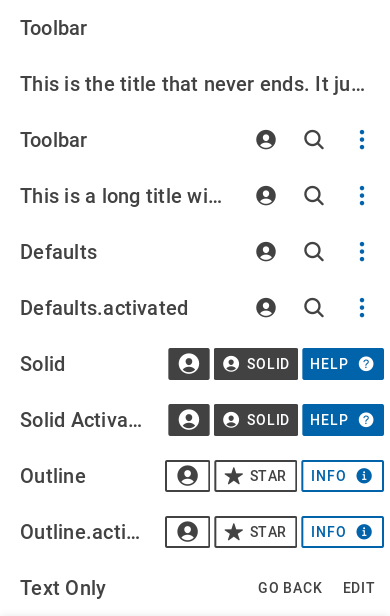 Toolbar
This is the title that never ends. It ju…
Toolbar
This is a long title wi…
Defaults
Defaults.activated
Solid SOLID HELP
Solid Activa… SOLID HELP
Outline STAR INFO
Outline.acti… STAR INFO
Text Only GO BACK EDIT